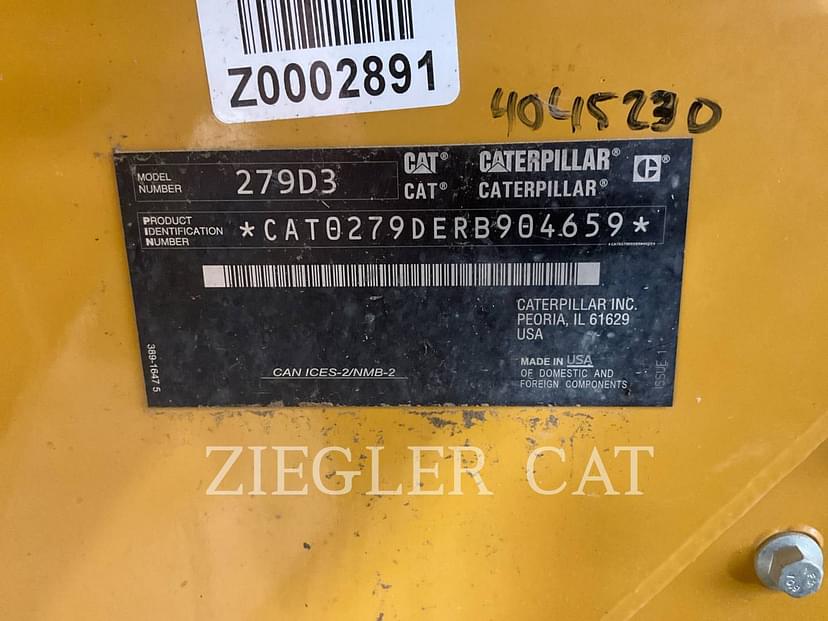 Z0002891
4045230
MODEL
NUMBER
279D3
CAT® CATERPILLAR®
CAT® CATERPILLAR®
C
PRODUCT
IDENTIFICATION
NUMBER
*CAT0279DERB904659*
CATERPILLAR INC.
PEORIA, IL 61629
USA
MADE IN USA
OF DOMESTIC AND
FOREIGN COMPONENTS
ISSUE 1
CAN ICES-2/NMB-2
389-1647 5
ZIEGLER CAT